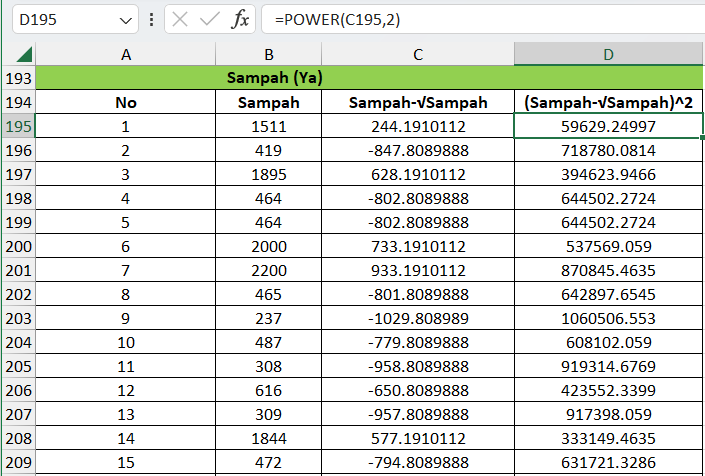 D195 fx =POWER(C195,2)
A B C D
193 Sampah (Ya)
194 No Sampah Sampah-√Sampah (Sampah-√Sampah)^2
195 1 1511 244.1910112 59629.24997
196 2 419 -847.8089888 718780.0814
197 3 1895 628.1910112 394623.9466
198 4 464 -802.8089888 644502.2724
199 5 464 -802.8089888 644502.2724
200 6 2000 733.1910112 537569.059
201 7 2200 933.1910112 870845.4635
202 8 465 -801.8089888 642897.6545
203 9 237 -1029.808989 1060506.553
204 10 487 -779.8089888 608102.059
205 11 308 -958.8089888 919314.6769
206 12 616 -650.8089888 423552.3399
207 13 309 -957.8089888 917398.059
208 14 1844 577.1910112 333149.4635
209 15 472 -794.8089888 631721.3286